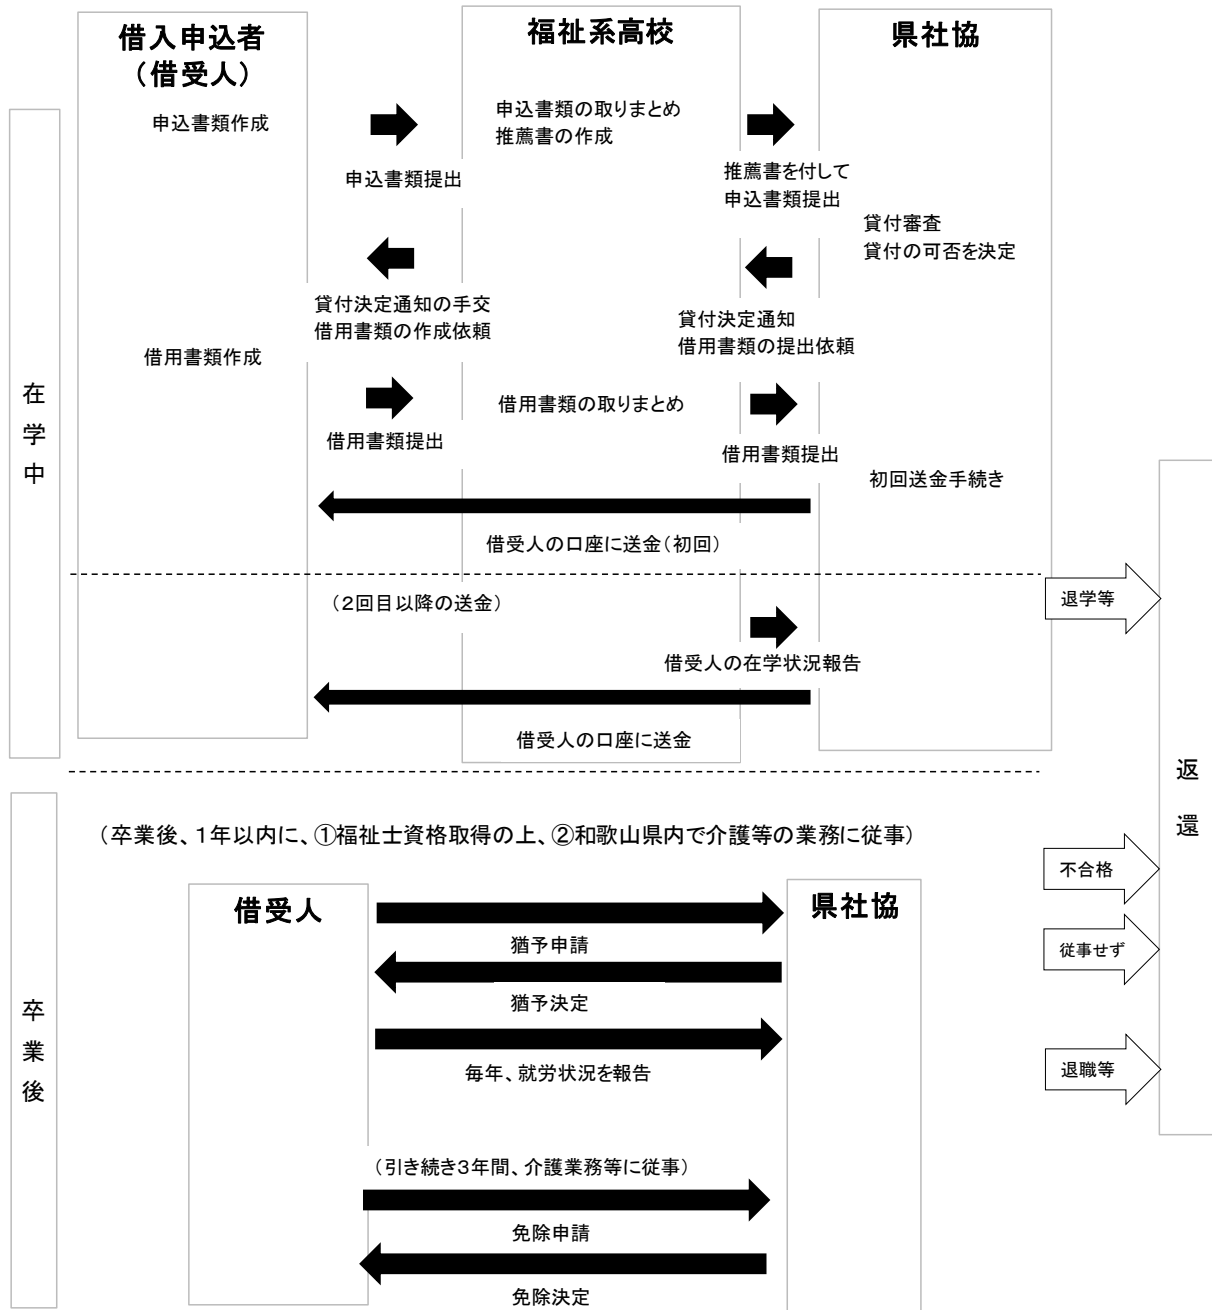 借入申込者
（借受人）
福祉系高校
県社協
在
学
中
申込書類作成
申込書類の取りまとめ
推薦書の作成
申込書類提出
推薦書を付して
申込書類提出
貸付審査
貸付の可否を決定
貸付決定通知の手交
借用書類の作成依頼
貸付決定通知
借用書類の提出依頼
借用書類作成
借用書類の取りまとめ
借用書類提出
借用書類提出
初回送金手続き
借受人の口座に送金（初回）
（２回目以降の送金）
退学等
借受人の在学状況報告
借受人の口座に送金
返
還
卒
業
後
（卒業後、１年以内に、①福祉士資格取得の上、②和歌山県内で介護等の業務に従事）
不合格
借受人
県社協
猶予申請
従事せず
猶予決定
毎年、就労状況を報告
退職等
（引き続き３年間、介護業務等に従事）
免除申請
免除決定